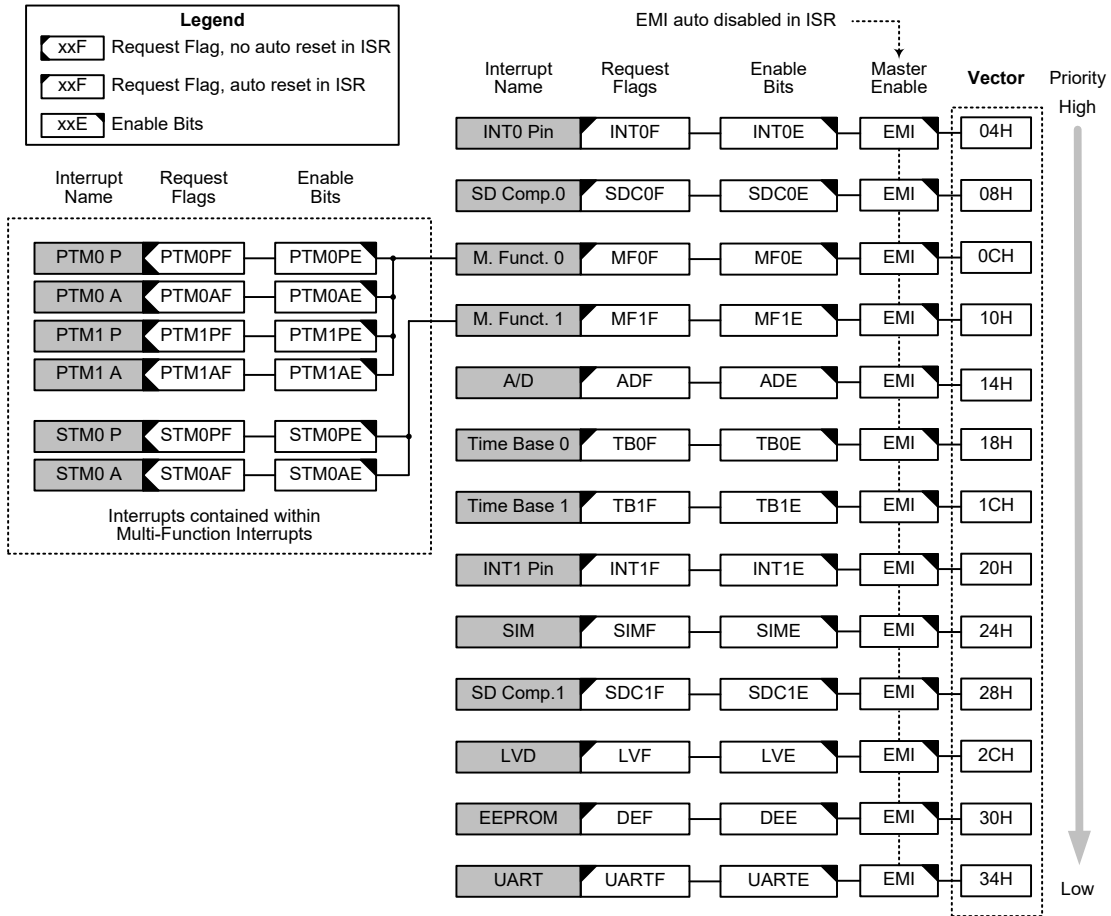 Legend
xxF Request Flag, no auto reset in ISR
xxF Request Flag, auto reset in ISR
xxE Enable Bits
EMI auto disabled in ISR
Interrupt Name Request Flags Enable Bits Master Enable Vector Priority
High
INT0 Pin INT0F INT0E EMI 04H
SD Comp.0 SDC0F SDC0E EMI 08H
M. Funct. 0 MF0F MF0E EMI 0CH
M. Funct. 1 MF1F MF1E EMI 10H
A/D ADF ADE EMI 14H
Time Base 0 TB0F TB0E EMI 18H
Time Base 1 TB1F TB1E EMI 1CH
INT1 Pin INT1F INT1E EMI 20H
SIM SIMF SIME EMI 24H
SD Comp.1 SDC1F SDC1E EMI 28H
LVD LVF LVE EMI 2CH
EEPROM DEF DEE EMI 30H
UART UARTF UARTE EMI 34H
Low
Interrupt Name Request Flags Enable Bits
PTM0 P PTM0PF PTM0PE
PTM0 A PTM0AF PTM0AE
PTM1 P PTM1PF PTM1PE
PTM1 A PTM1AF PTM1AE
STM0 P STM0PF STM0PE
STM0 A STM0AF STM0AE
Interrupts contained within
Multi-Function Interrupts